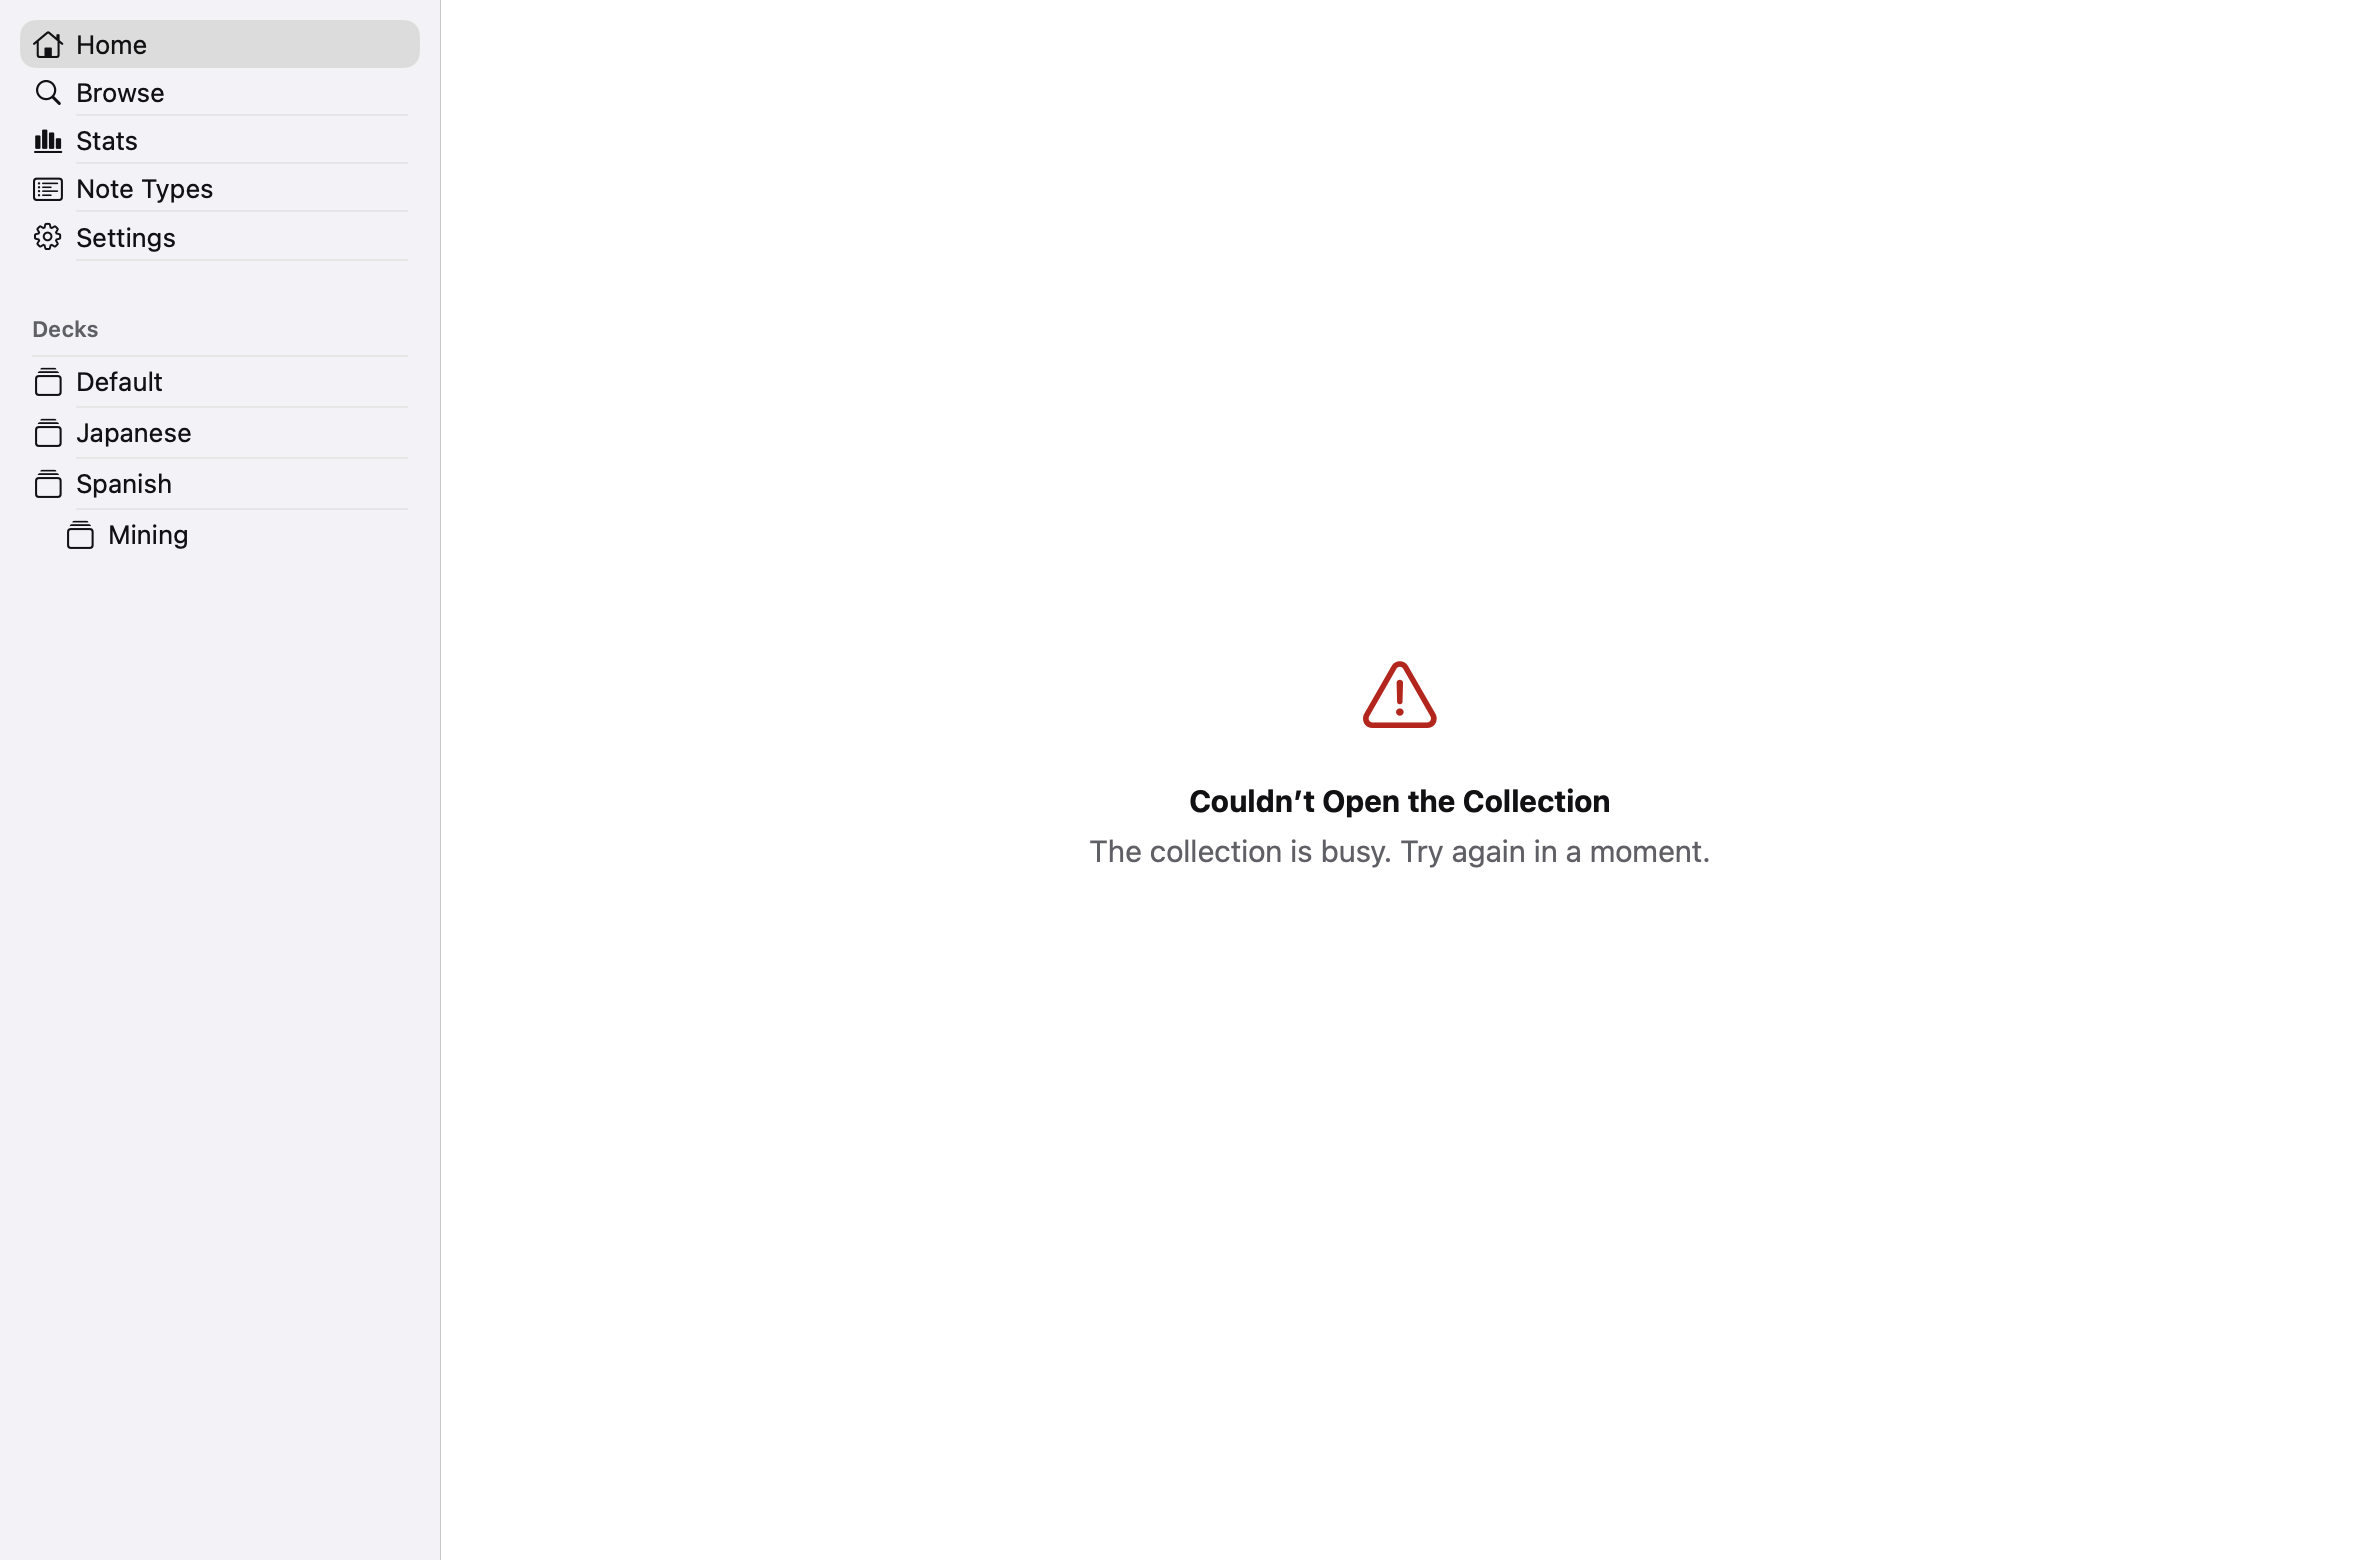 Home
Browse
Stats
Note Types
Settings
Decks
Default
Japanese
Spanish
Mining
Couldn’t Open the Collection
The collection is busy. Try again in a moment.